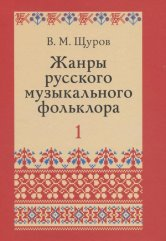 В. М. Щуров
Жанры
русского
музыкального
фольклора
1